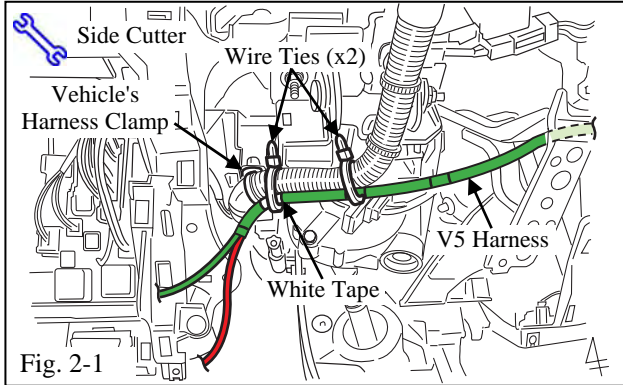 Side Cutter
Wire Ties (x2)
Vehicle's
Harness Clamp
V5 Harness
White Tape
Fig. 2-1